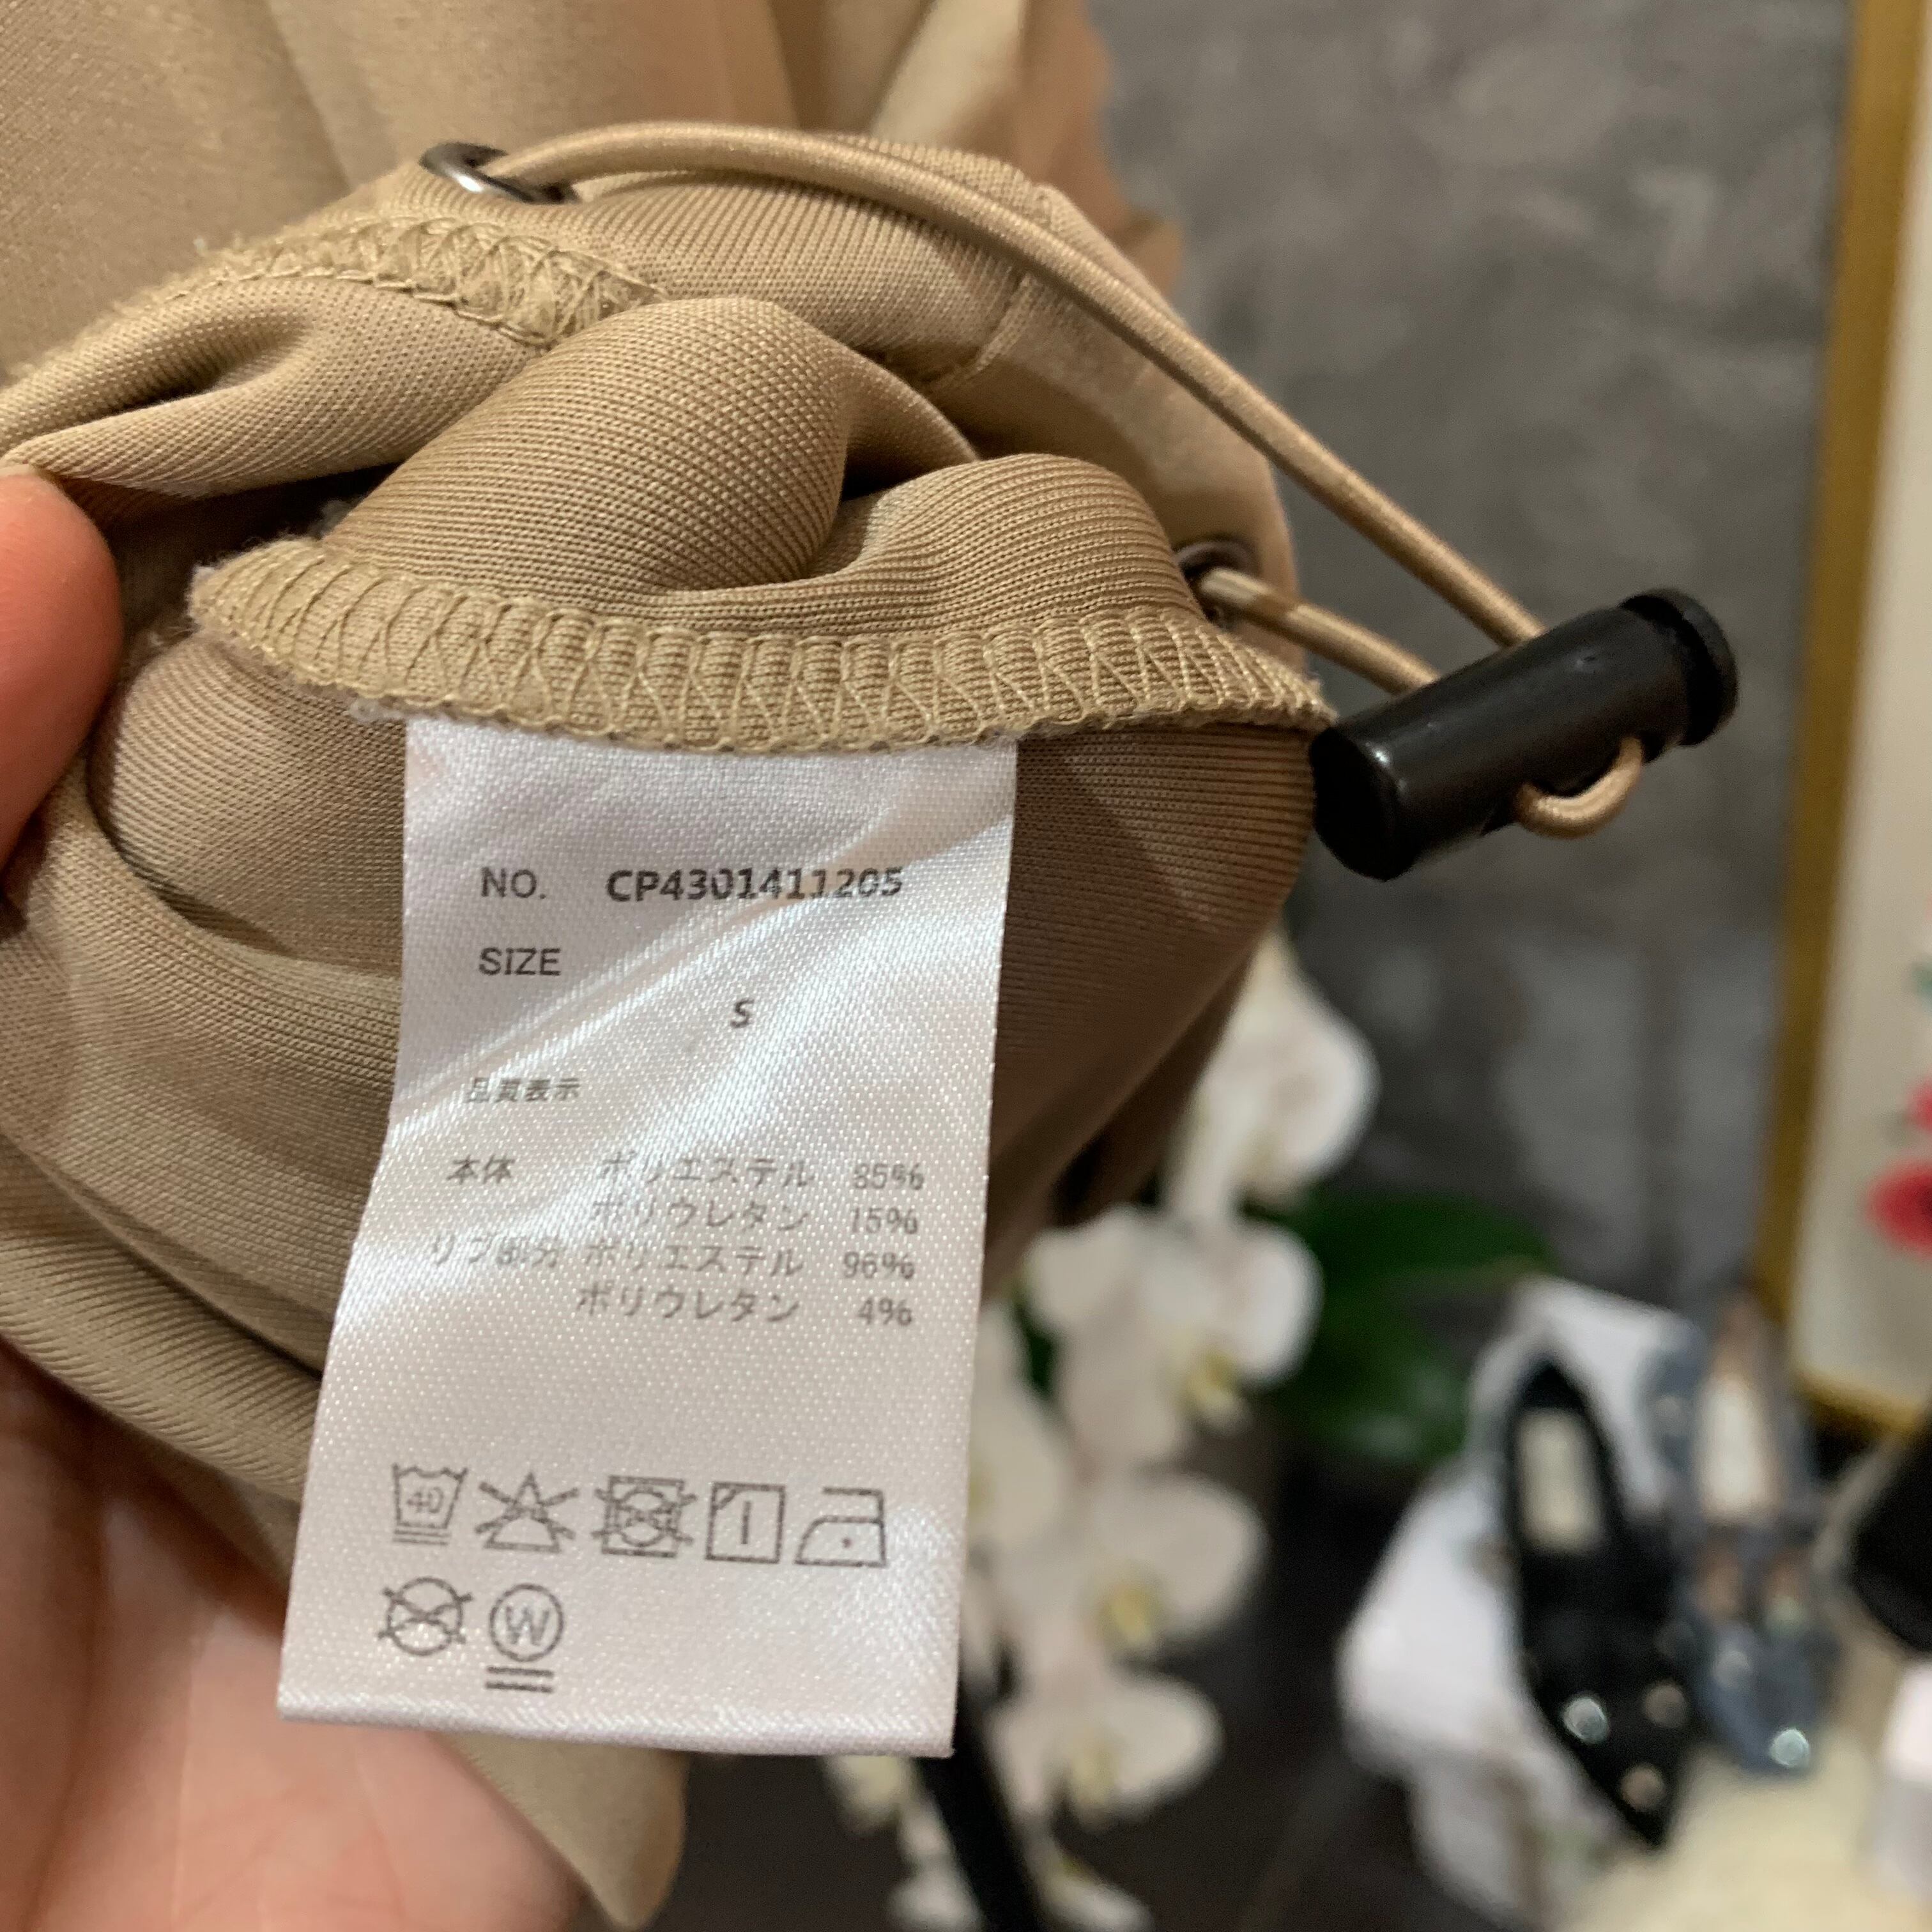 NO. CP4301411205
SIZE
S
品質表示
本体 ポリエステル 85%
ポリウレタン 15%
リブ部分 ポリエステル 96%
ポリウレタン 4%
40
W